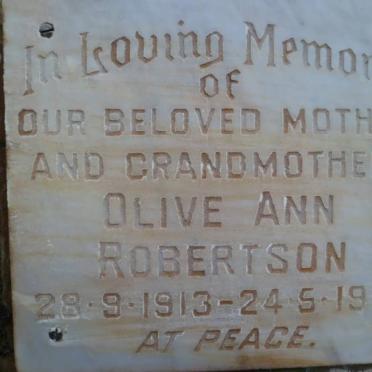 In Loving Memor
of
OUR BELOVED MOTH
AND GRANDMOTHE
OLIVE ANN
ROBERTSON
28·9·1913-24·5·19
AT PEACE.